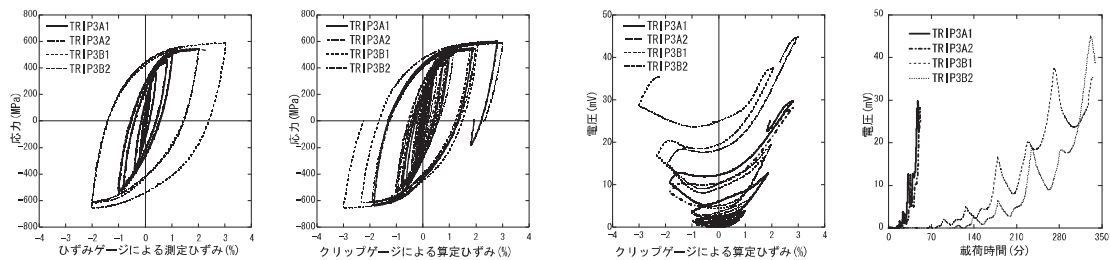 応力(MPa)
800
600
400
200
0
−200
−400
−600
−800
−4 −3 −2 −1 0 1 2 3 4
ひずみゲージによる測定ひずみ(%)
TRIP3A1
TRIP3A2
TRIP3B1
TRIP3B2
応力(MPa)
800
600
400
200
0
−200
−400
−600
−800
−4 −3 −2 −1 0 1 2 3 4
クリップゲージによる算定ひずみ(%)
TRIP3A1
TRIP3A2
TRIP3B1
TRIP3B2
電圧(mV)
50
40
30
20
10
0
−4 −3 −2 −1 0 1 2 3 4
クリップゲージによる算定ひずみ(%)
TRIP3A1
TRIP3A2
TRIP3B1
TRIP3B2
電圧(mV)
50
40
30
20
10
0
0 70 140 210 280 350
載荷時間(分)
TRIP3A1
TRIP3A2
TRIP3B1
TRIP3B2